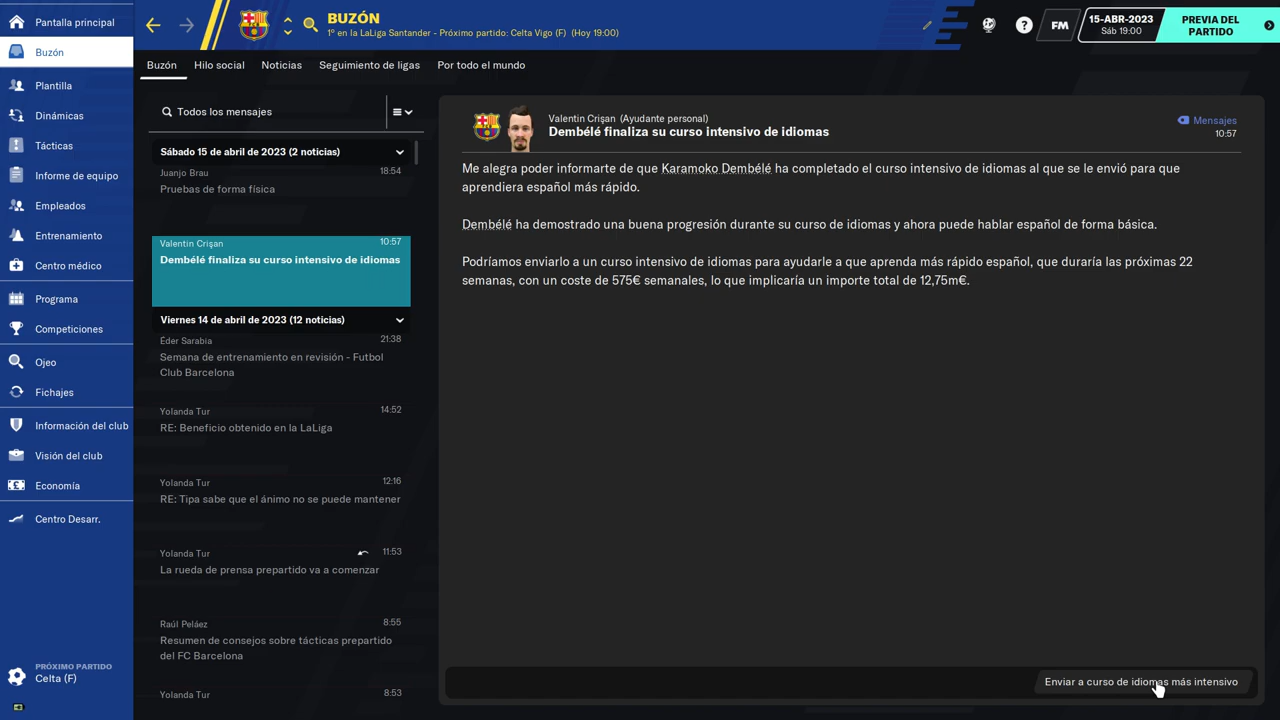 Pantalla principal
Buzón
Plantilla
Dinámicas
Tácticas
Informe de equipo
Empleados
Entrenamiento
Centro médico
Programa
Competiciones
Ojeo
Fichajes
Información del club
Visión del club
Economía
Centro Desarr.
PRÓXIMO PARTIDO
Celta (F)
BUZÓN
1º en la LaLiga Santander - Próximo partido: Celta Vigo (F) (Hoy 19:00)
FM
15-ABR-2023
Sáb 19:00
PREVIA DEL
PARTIDO
Buzón
Hilo social
Noticias
Seguimiento de ligas
Por todo el mundo
Todos los mensajes
Sábado 15 de abril de 2023 (2 noticias)
Juanjo Brau 18:54
Pruebas de forma física
Valentin Crişan 10:57
Dembélé finaliza su curso intensivo de idiomas
Viernes 14 de abril de 2023 (12 noticias)
Éder Sarabia 21:38
Semana de entrenamiento en revisión - Futbol
Club Barcelona
Yolanda Tur 14:52
RE: Beneficio obtenido en la LaLiga
Yolanda Tur 12:16
RE: Tipa sabe que el ánimo no se puede mantener
Yolanda Tur 11:53
La rueda de prensa prepartido va a comenzar
Raúl Peláez 8:55
Resumen de consejos sobre tácticas prepartido
del FC Barcelona
Yolanda Tur 8:53
Valentin Crişan (Ayudante personal)
Dembélé finaliza su curso intensivo de idiomas
Mensajes
10:57
Me alegra poder informarte de que Karamoko Dembélé ha completado el curso intensivo de idiomas al que se le envió para que
aprendiera español más rápido.
Dembélé ha demostrado una buena progresión durante su curso de idiomas y ahora puede hablar español de forma básica.
Podríamos enviarlo a un curso intensivo de idiomas para ayudarle a que aprenda más rápido español, que duraría las próximas 22
semanas, con un coste de 575€ semanales, lo que implicaría un importe total de 12,75m€.
Enviar a curso de idiomas más intensivo